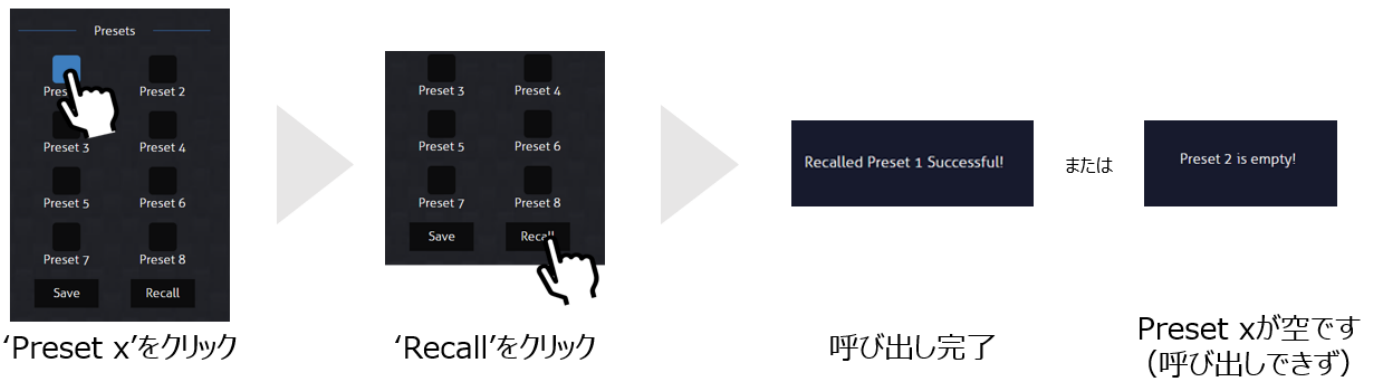 Presets
Preset 2
Preset 3
Preset 4
Preset 5
Preset 6
Preset 7
Preset 8
Save
Recall
‘Preset x’をクリック
Preset 3
Preset 4
Preset 5
Preset 6
Preset 7
Preset 8
Save
Recall
‘Recall’をクリック
Recalled Preset 1 Successful!
呼び出し完了
または
Preset 2 is empty!
Preset xが空です
（呼び出しできず）